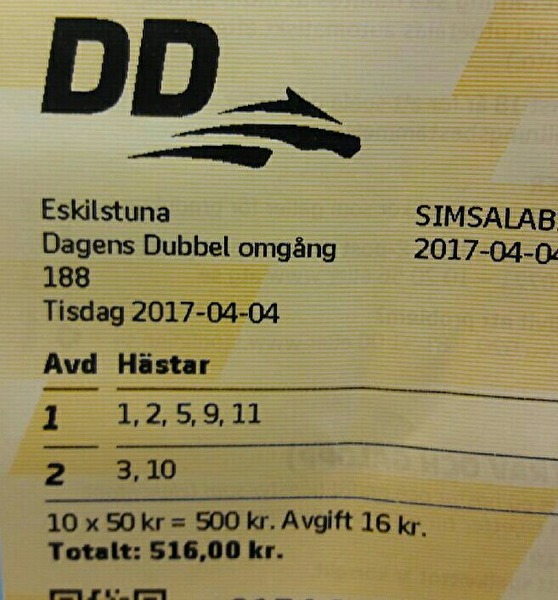 DD
Eskilstuna
Dagens Dubbel omgång
188
Tisdag 2017-04-04
SIMSALAB
2017-04-04
Avd Hästar
1 1, 2, 5, 9, 11
2 3, 10
10 x 50 kr = 500 kr. Avgift 16 kr.
Totalt: 516,00 kr.